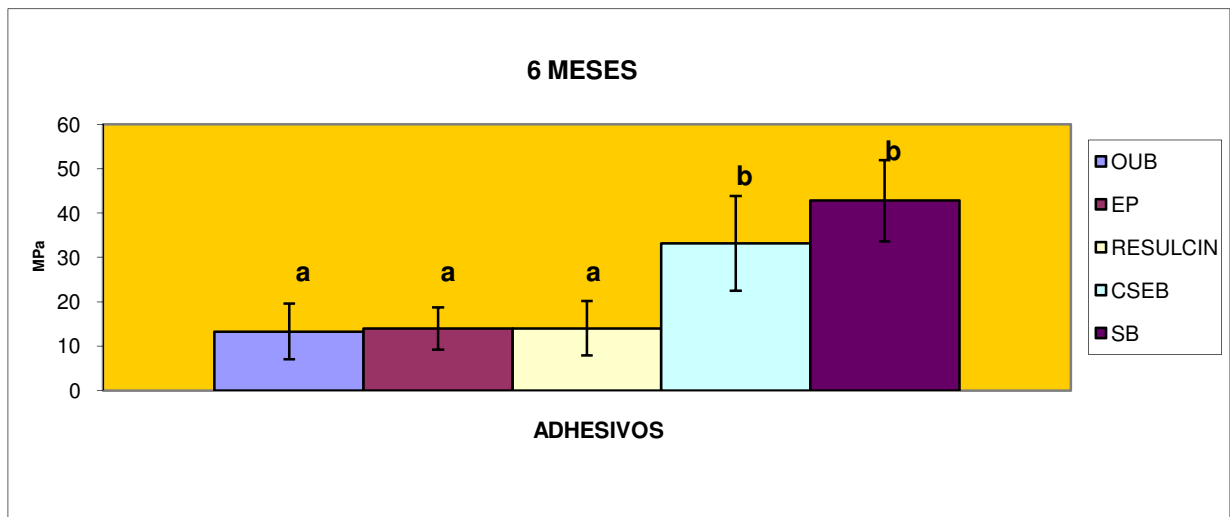 6 MESES
60
50
40
30
20
10
0
MPa
a
a
a
b
b
ADHESIVOS
OUB
EP
RESULCIN
CSEB
SB